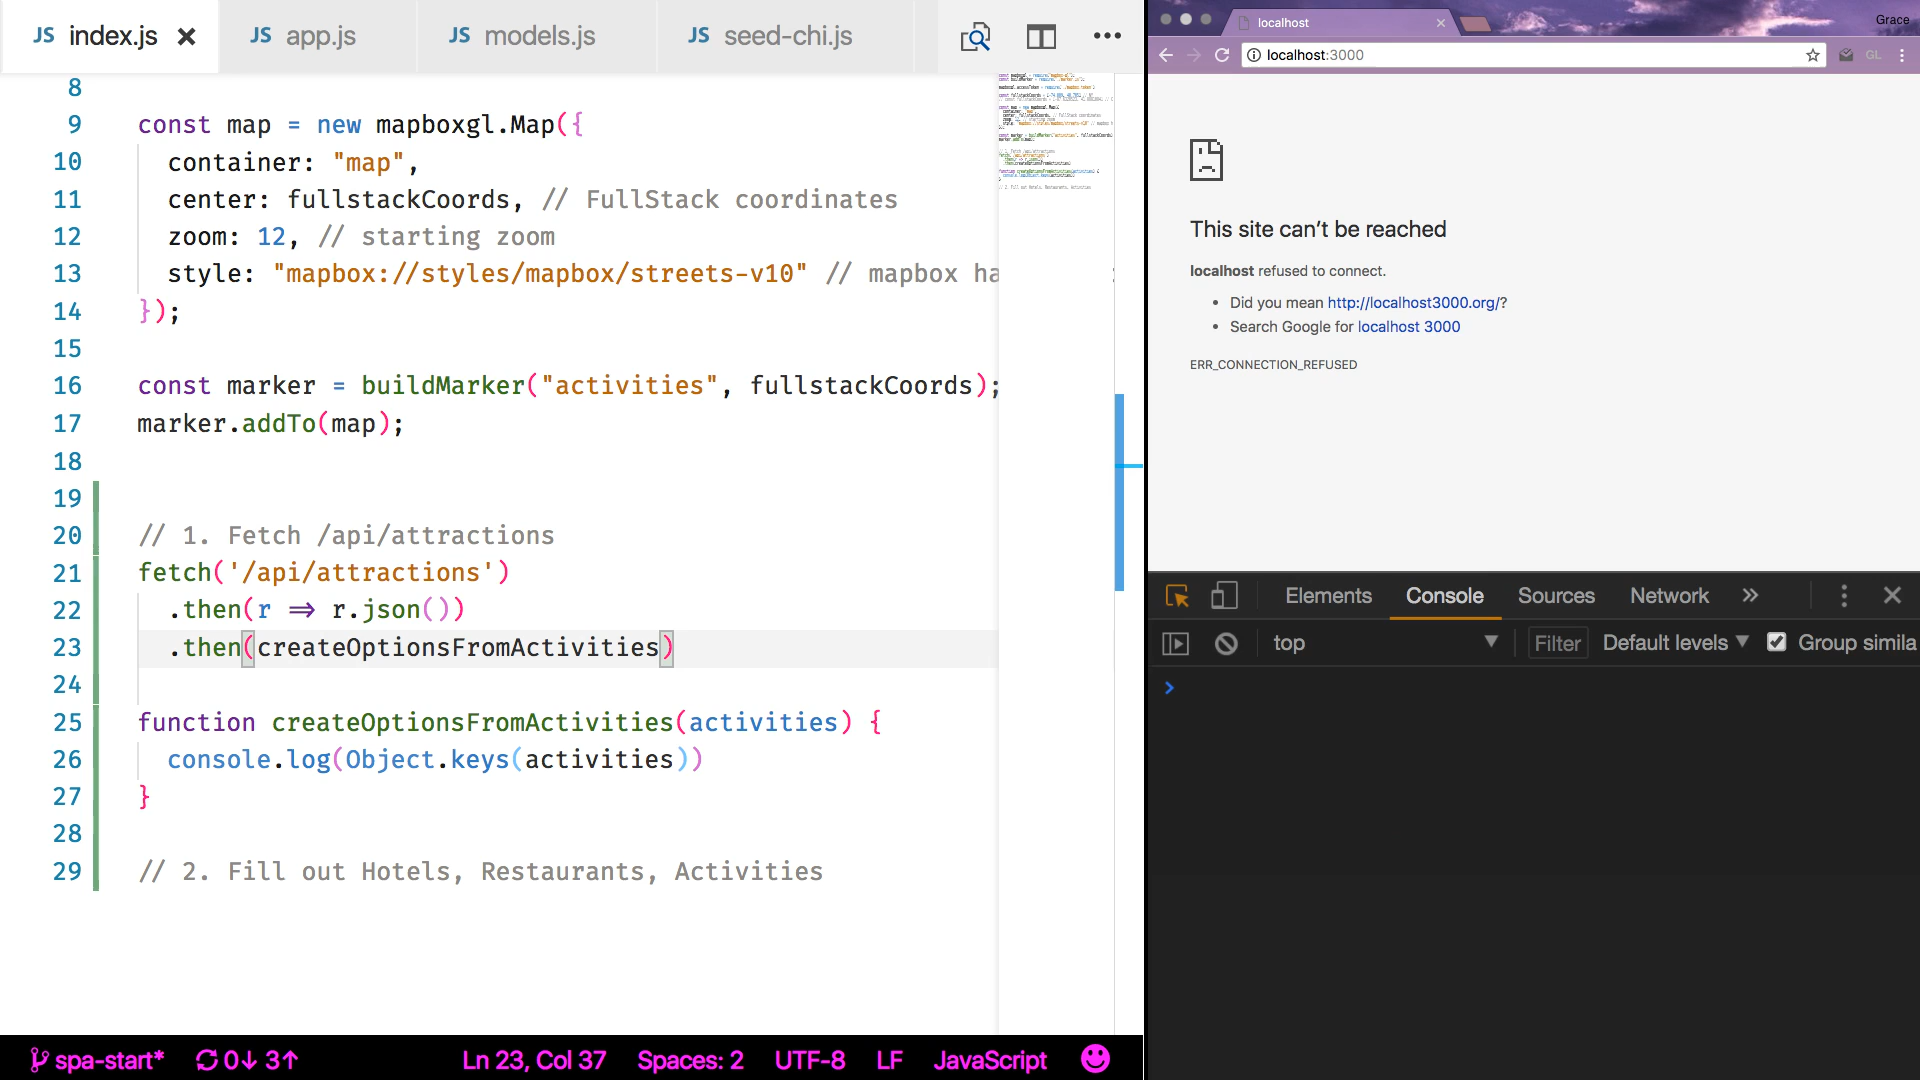 JS index.js
JS app.js
JS models.js
JS seed-chi.js
8
9 const map = new mapboxgl.Map({
10 container: "map",
11 center: fullstackCoords, // FullStack coordinates
12 zoom: 12, // starting zoom
13 style: "mapbox://styles/mapbox/streets-v10" // mapbox ha
14 });
15
16 const marker = buildMarker("activities", fullstackCoords);
17 marker.addTo(map);
18
19
20 // 1. Fetch /api/attractions
21 fetch('/api/attractions')
22 .then(r ⇒ r.json())
23 .then(createOptionsFromActivities)
24
25 function createOptionsFromActivities(activities) {
26 console.log(Object.keys(activities))
27 }
28
29 // 2. Fill out Hotels, Restaurants, Activities
spa-start* 0↓ 3↑ Ln 23, Col 37 Spaces: 2 UTF-8 LF JavaScript
localhost
Grace
localhost:3000
GL
This site can’t be reached
localhost refused to connect.
• Did you mean http://localhost3000.org/?
• Search Google for localhost 3000
ERR_CONNECTION_REFUSED
Elements Console Sources Network »
top Filter Default levels Group simila